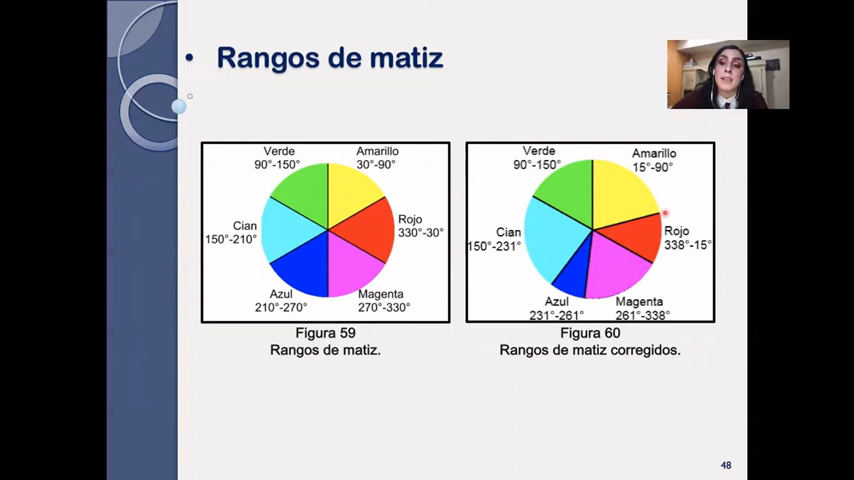 • Rangos de matiz
Verde
90°-150°
Amarillo
30°-90°
Cian
150°-210°
Rojo
330°-30°
Azul
210°-270°
Magenta
270°-330°
Figura 59
Rangos de matiz.
Verde
90°-150°
Amarillo
15°-90°
Cian
150°-231°
Rojo
338°-15°
Azul
231°-261°
Magenta
261°-338°
Figura 60
Rangos de matiz corregidos.
48